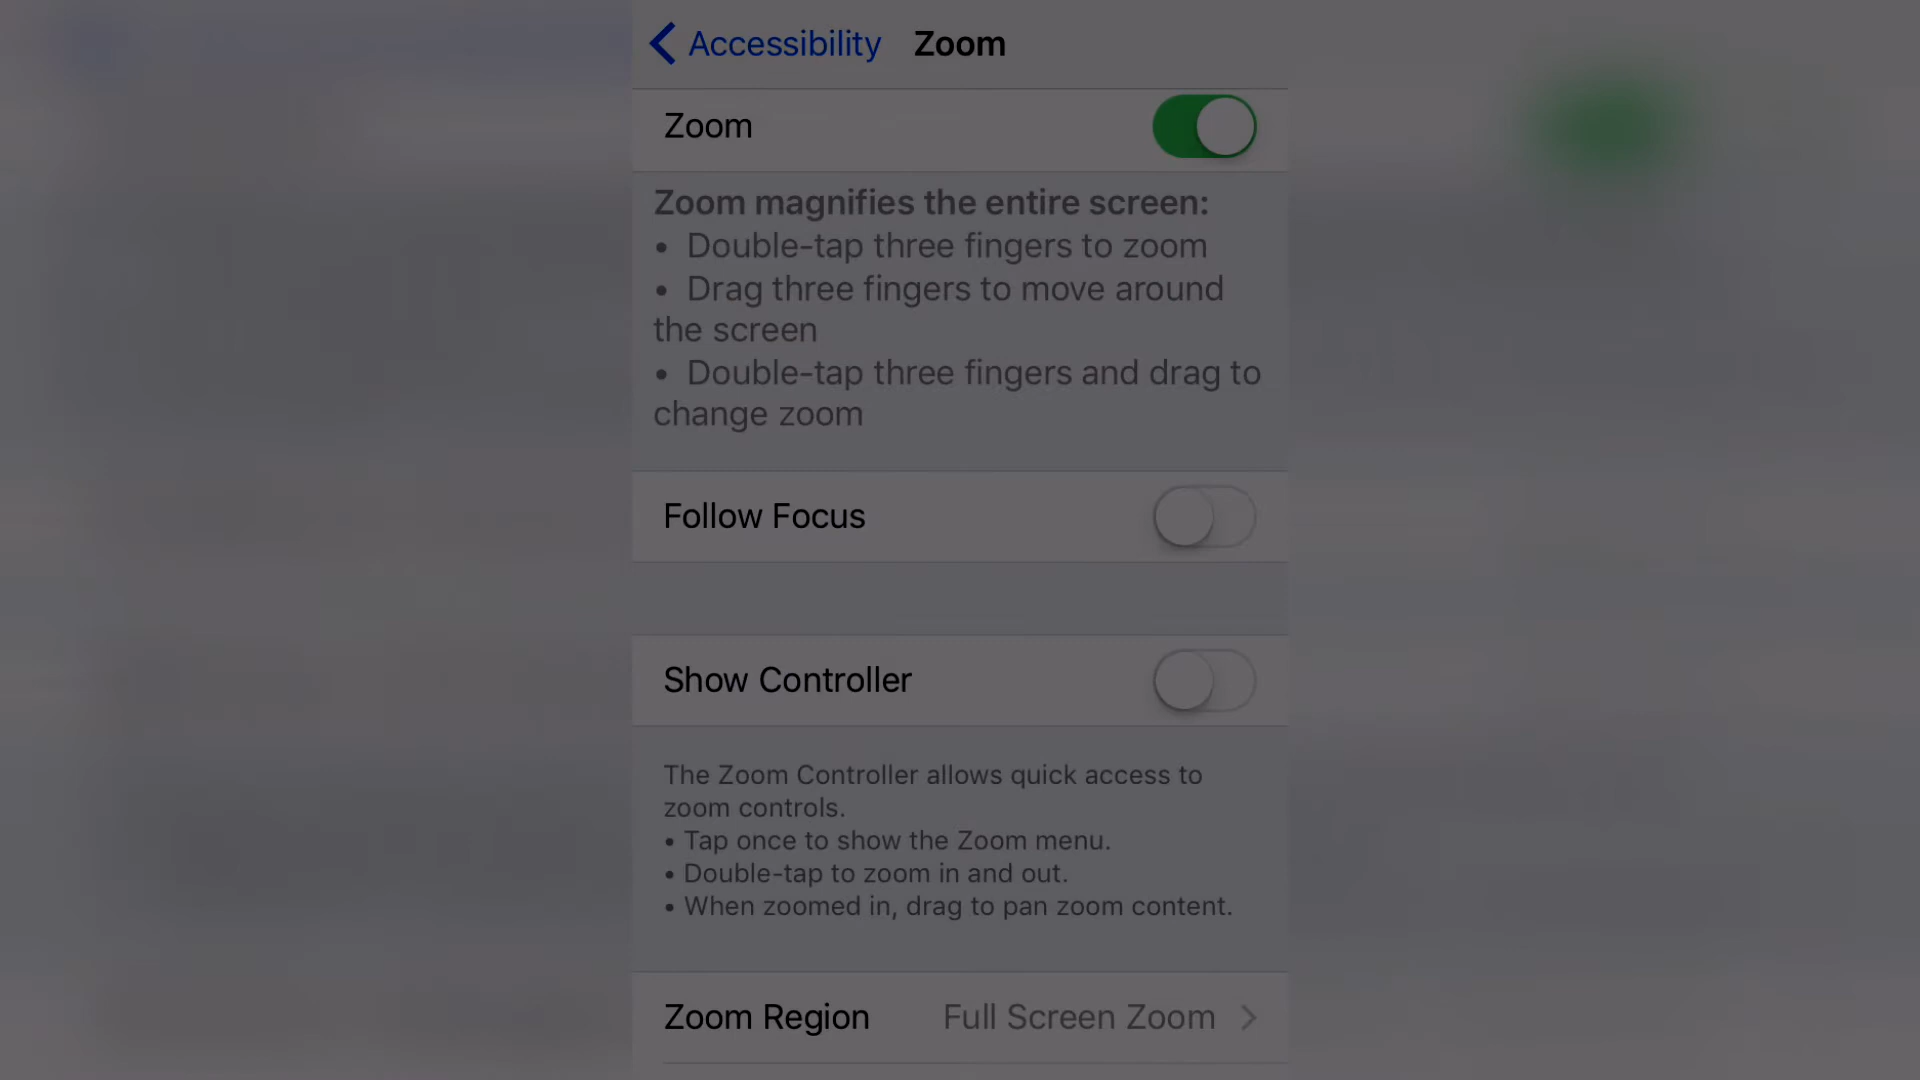 Accessibility Zoom
Zoom
Zoom magnifies the entire screen:
• Double-tap three fingers to zoom
• Drag three fingers to move around
the screen
• Double-tap three fingers and drag to
change zoom
Follow Focus
Show Controller
The Zoom Controller allows quick access to
zoom controls.
• Tap once to show the Zoom menu.
• Double-tap to zoom in and out.
• When zoomed in, drag to pan zoom content.
Zoom Region Full Screen Zoom